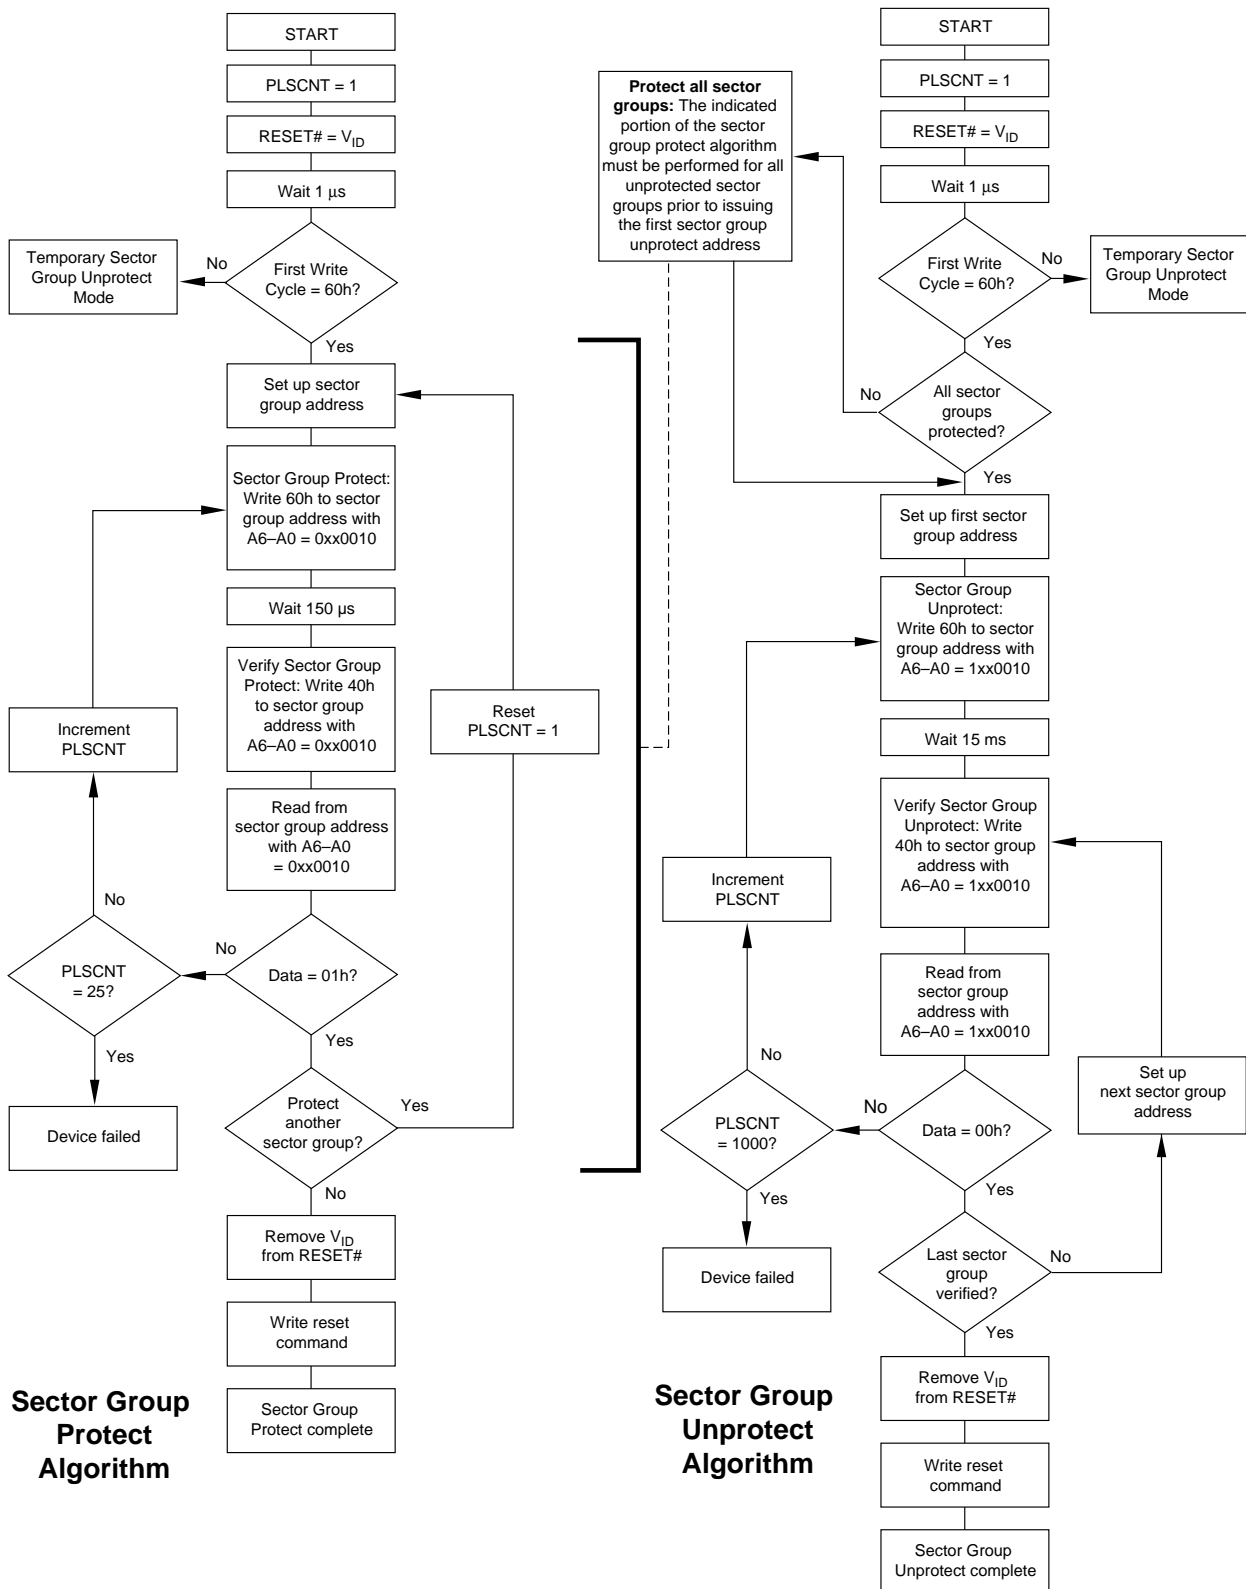 START
PLSCNT = 1
RESET# = VID
Wait 1 μs
First Write
Cycle = 60h?
No
Temporary Sector
Group Unprotect
Mode
Yes
Set up sector
group address
Sector Group Protect:
Write 60h to sector
group address with
A6–A0 = 0xx0010
Wait 150 µs
Verify Sector Group
Protect: Write 40h
to sector group
address with
A6–A0 = 0xx0010
Read from
sector group address
with A6–A0
= 0xx0010
Data = 01h?
No
PLSCNT
= 25?
No
Increment
PLSCNT
Yes
Device failed
Yes
Protect
another
sector group?
Yes
Reset
PLSCNT = 1
No
Remove VID
from RESET#
Write reset
command
Sector Group
Protect complete
Sector Group
Protect
Algorithm
Protect all sector
groups: The indicated
portion of the sector
group protect algorithm
must be performed for all
unprotected sector
groups prior to issuing
the first sector group
unprotect address
START
PLSCNT = 1
RESET# = VID
Wait 1 μs
First Write
Cycle = 60h?
No
Temporary Sector
Group Unprotect
Mode
Yes
All sector
groups
protected?
No
Yes
Set up first sector
group address
Sector Group
Unprotect:
Write 60h to sector
group address with
A6–A0 = 1xx0010
Wait 15 ms
Verify Sector Group
Unprotect: Write
40h to sector group
address with
A6–A0 = 1xx0010
Read from
sector group
address with
A6–A0 = 1xx0010
Data = 00h?
No
PLSCNT
= 1000?
No
Increment
PLSCNT
Yes
Device failed
Yes
Last sector
group
verified?
No
Set up
next sector group
address
Yes
Remove VID
from RESET#
Write reset
command
Sector Group
Unprotect complete
Sector Group
Unprotect
Algorithm